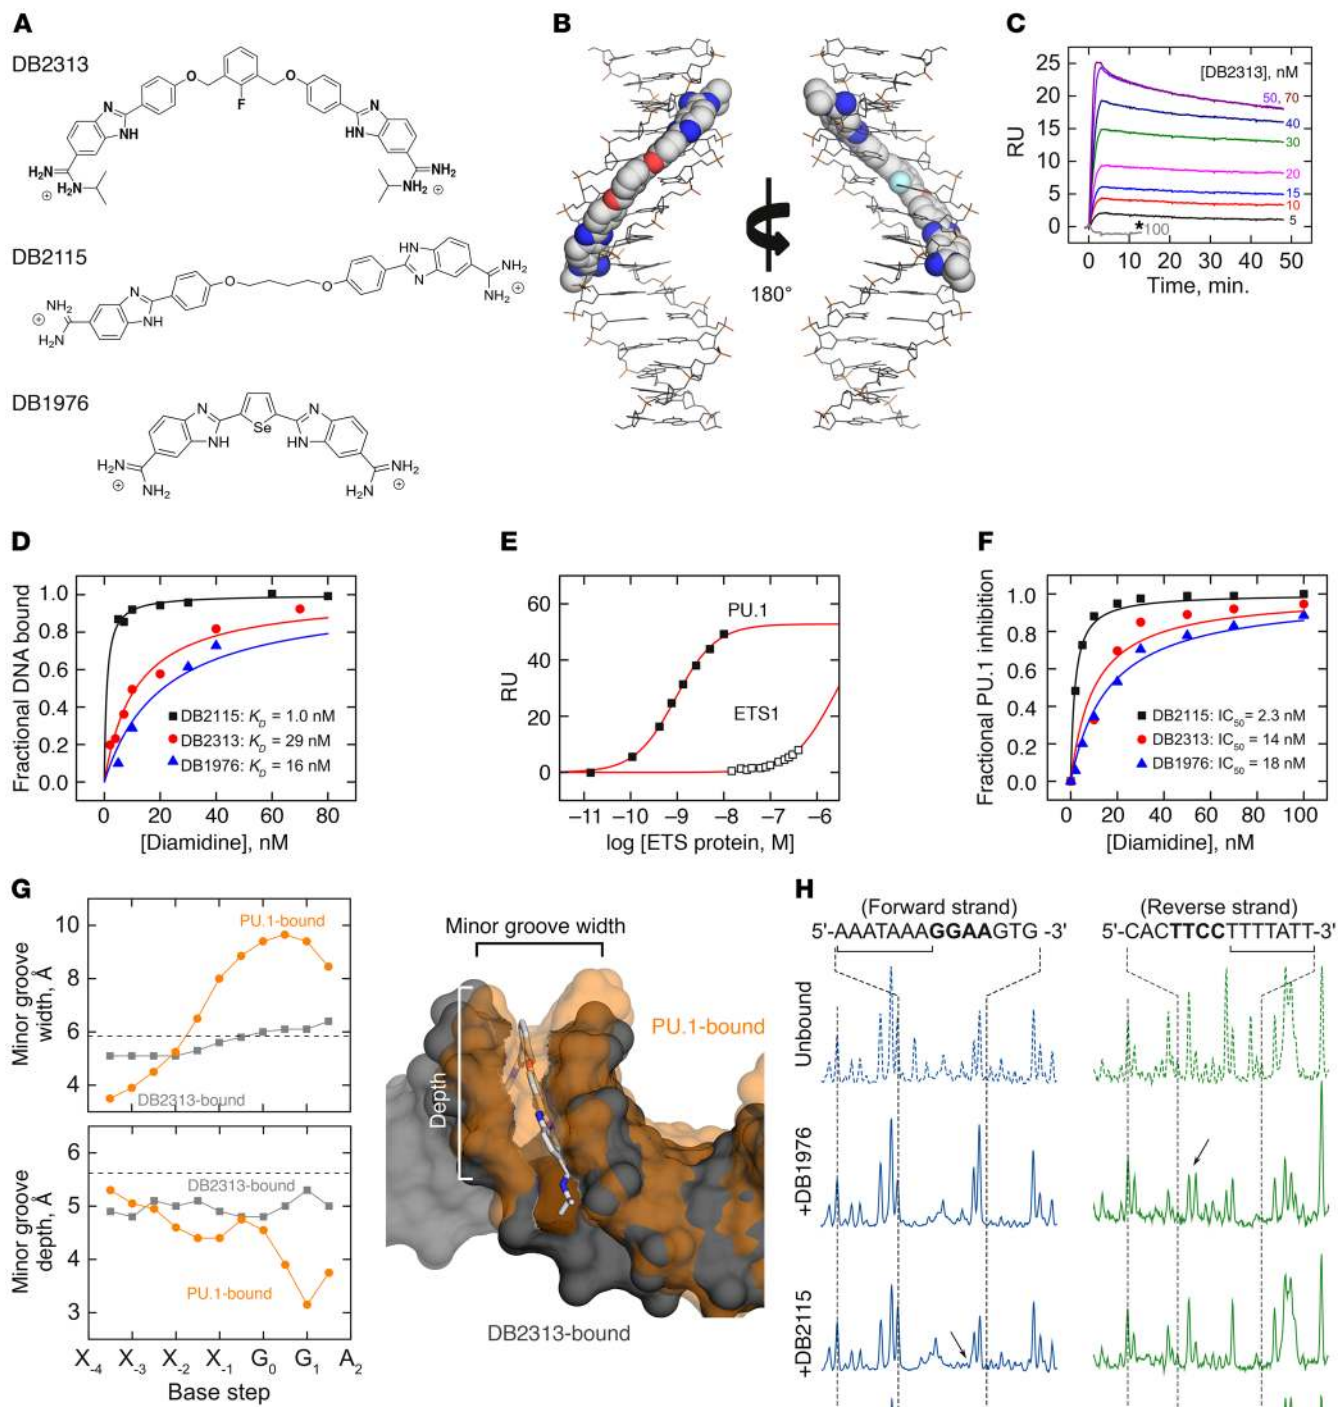 A
DB2313
O
O
F
N
NH
N
HN
H₂N
NH₂
⊕
NH₂
NH₂
⊕
DB2115
NH₂
NH₂
⊕
N
NH
O
O
HN
N
NH₂
NH₂
⊕
DB1976
N
NH
Se
N
HN
H₂N
NH₂
⊕
NH₂
NH₂
⊕
B
180°
C
[DB2313], nM
50, 70
40
30
20
15
10
5
*100
RU
25
20
15
10
5
0
0 10 20 30 40 50
Time, min.
D
Fractional DNA bound
1.0
0.8
0.6
0.4
0.2
0.0
DB2115: K_D = 1.0 nM
DB2313: K_D = 29 nM
DB1976: K_D = 16 nM
0 20 40 60 80
[Diamidine], nM
E
RU
60
40
20
0
PU.1
ETS1
–11 –10 –9 –8 –7 –6
log [ETS protein, M]
F
Fractional PU.1 inhibition
1.0
0.8
0.6
0.4
0.2
0.0
DB2115: IC₅₀ = 2.3 nM
DB2313: IC₅₀ = 14 nM
DB1976: IC₅₀ = 18 nM
0 20 40 60 80 100
[Diamidine], nM
G
Minor groove width, Å
10
8
6
4
PU.1-bound
DB2313-bound
Minor groove depth, Å
6
5
4
3
DB2313-bound
PU.1-bound
X₋₄ X₋₃ X₋₂ X₋₁ G₀ G₁ A₂
Base step
Minor groove width
Depth
PU.1-bound
DB2313-bound
H
(Forward strand)
5'-AAATAAAGGAAGTG -3'
(Reverse strand)
5'-CACTTCCTTTTATT-3'
Unbound
+DB1976
+DB2115